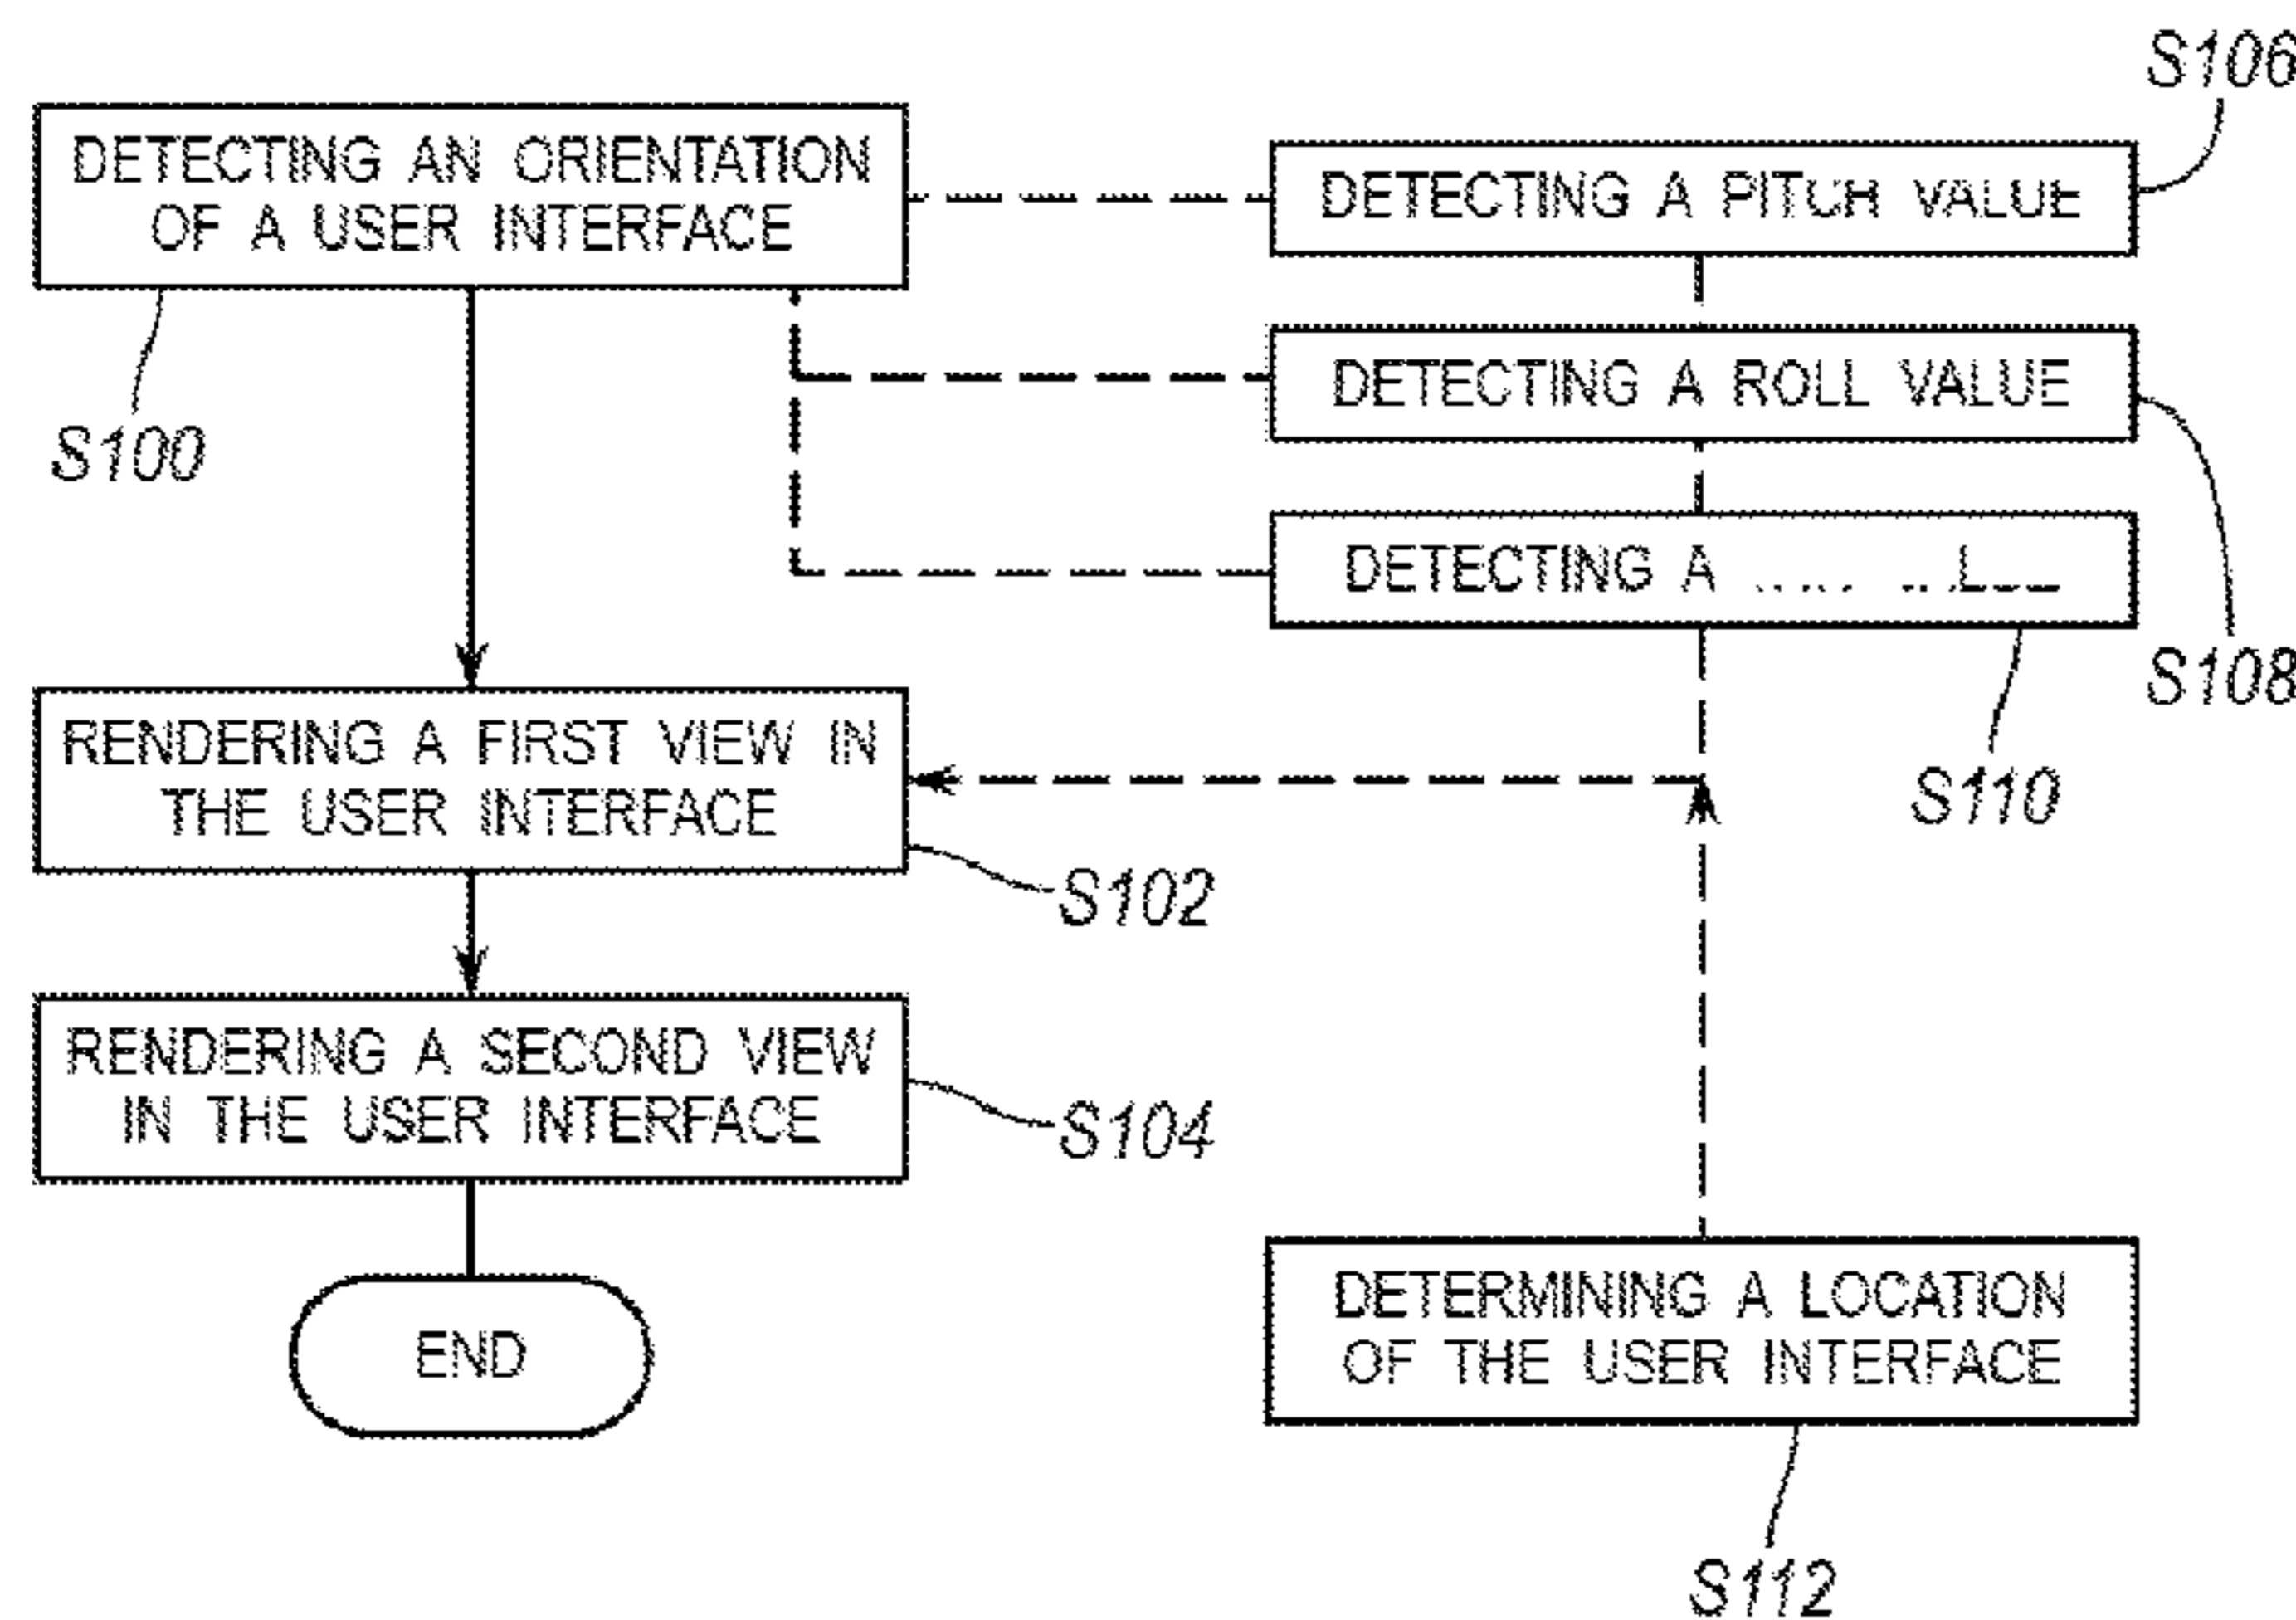 DETECTING AN ORIENTATION
OF A USER INTERFACE
S100
DETECTING A PITCH VALUE
S106
DETECTING A ROLL VALUE
S108
DETECTING A
S110
RENDERING A FIRST VIEW IN
THE USER INTERFACE
S102
RENDERING A SECOND VIEW
IN THE USER INTERFACE
S104
END
DETERMINING A LOCATION
OF THE USER INTERFACE
S112